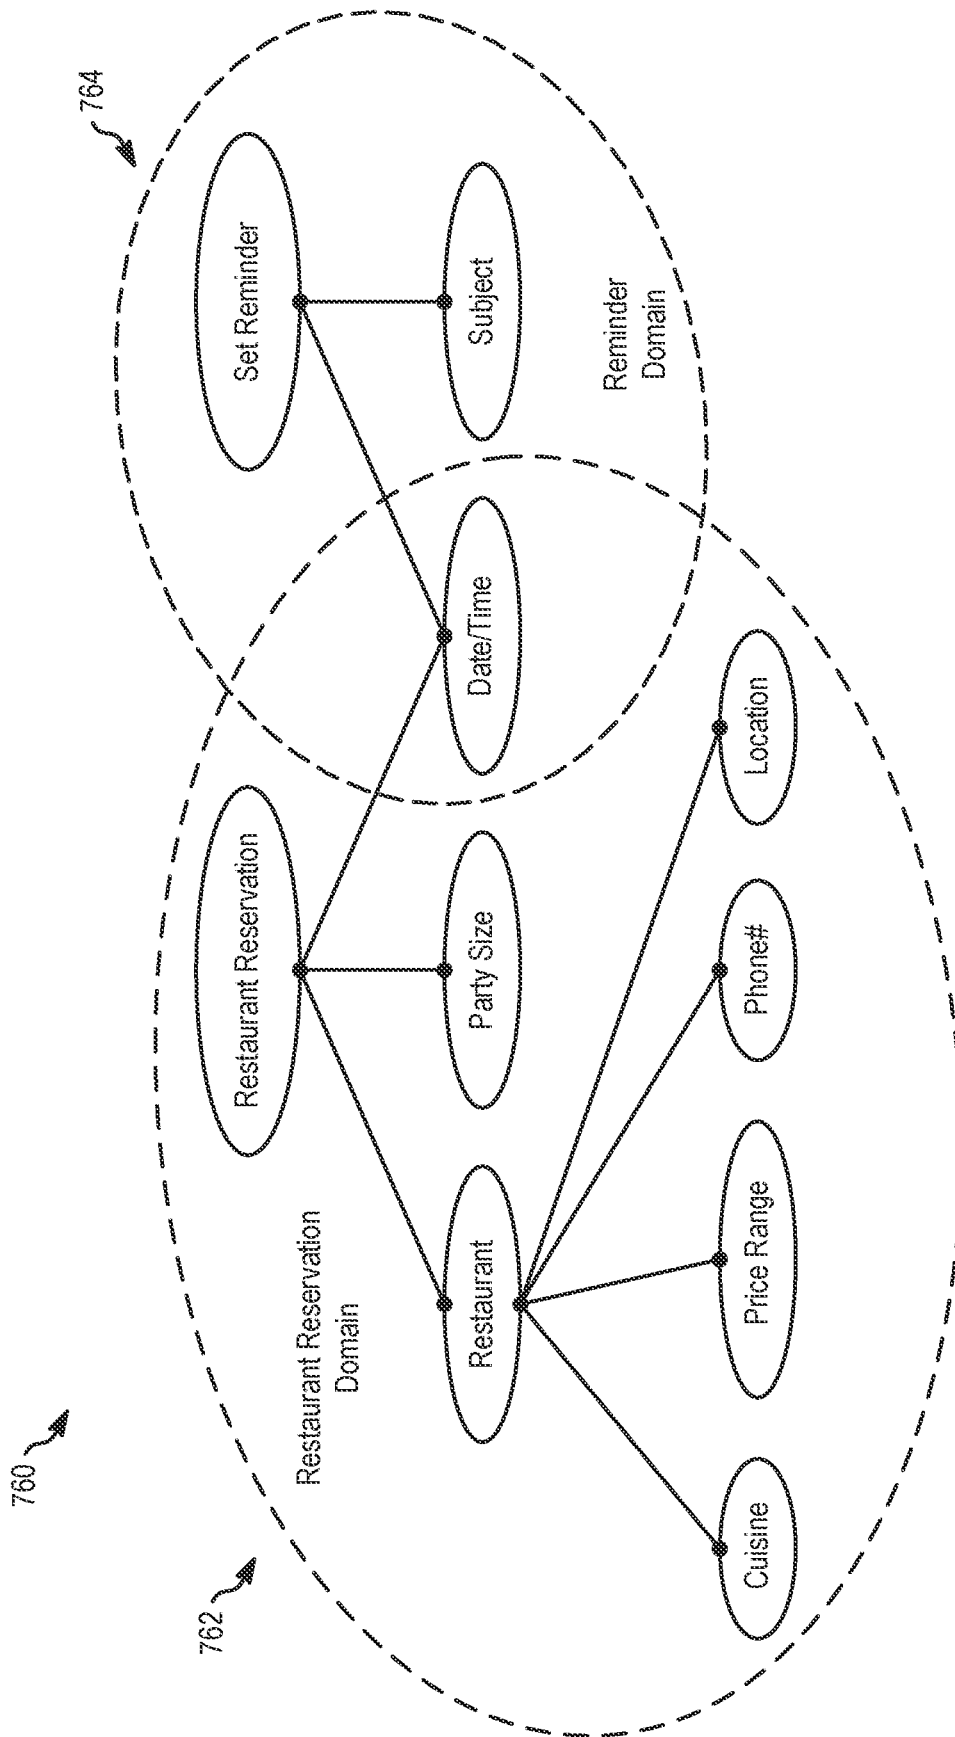 760
762
764
Restaurant Reservation
Set Reminder
Restaurant Reservation
Domain
Restaurant
Party Size
Date/Time
Subject
Reminder
Domain
Cuisine
Price Range
Phone#
Location